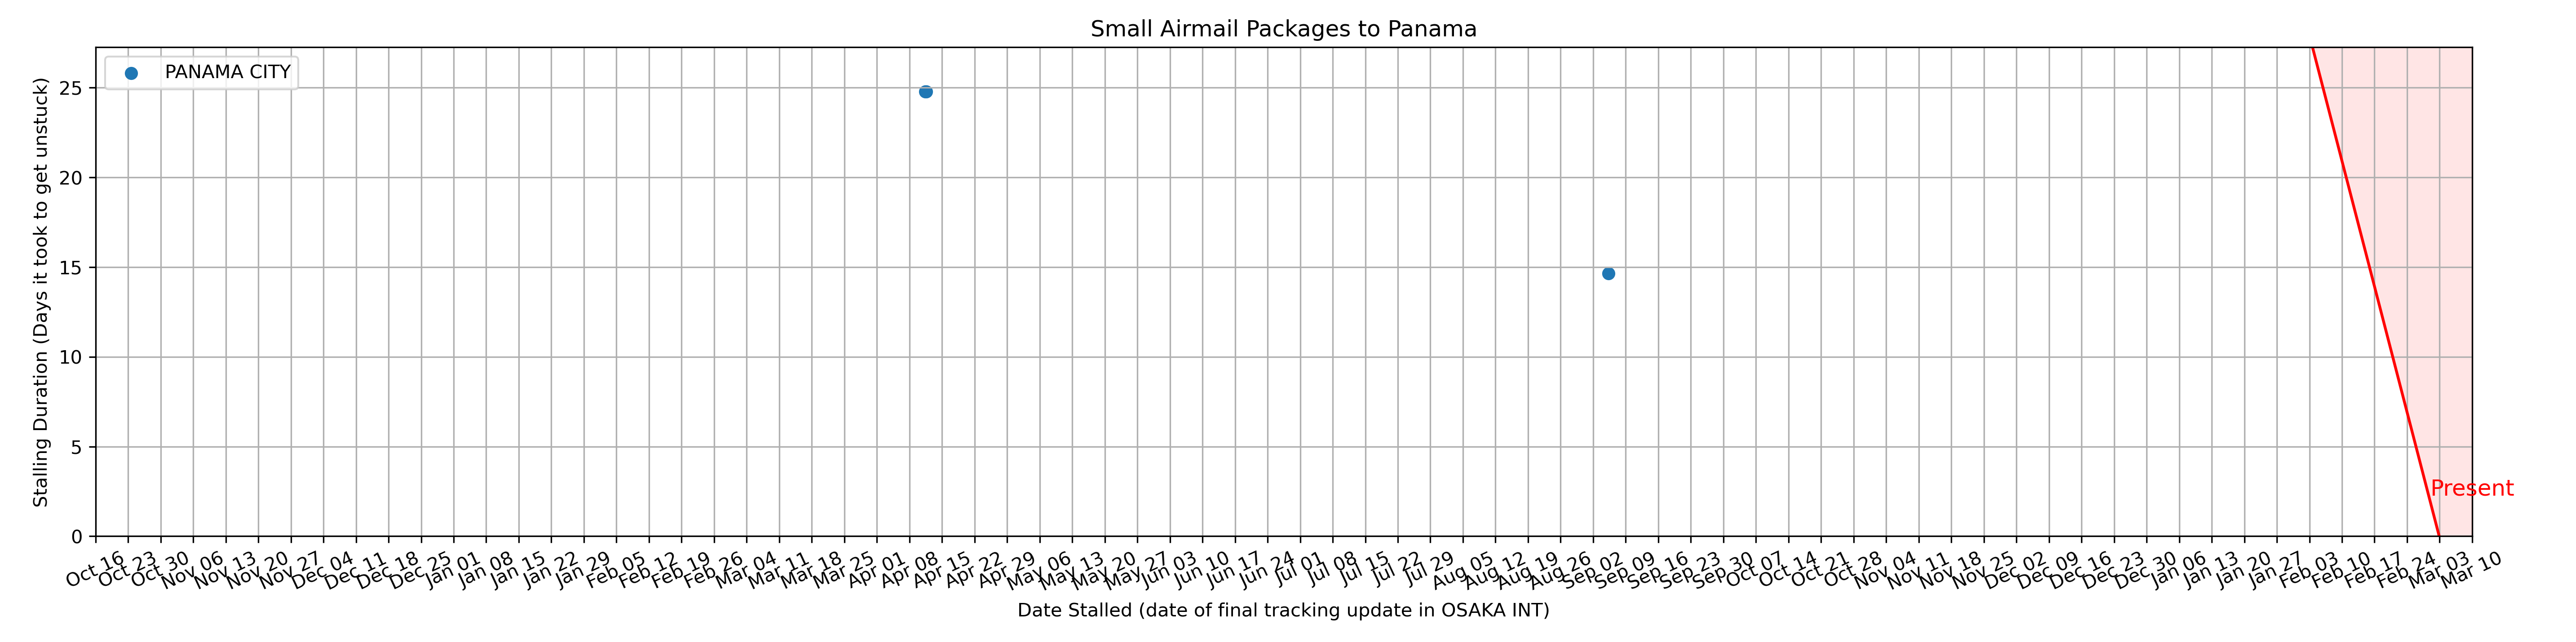 Small Airmail Packages to Panama
PANAMA CITY
Stalling Duration (Days it took to get unstuck)
25
20
15
10
5
0
Present
Oct 16 Oct 23 Oct 30 Nov 06 Nov 13 Nov 20 Nov 27 Dec 04 Dec 11 Dec 18 Dec 25 Jan 01 Jan 08 Jan 15 Jan 22 Jan 29 Feb 05 Feb 12 Feb 19 Feb 26 Mar 04 Mar 11 Mar 18 Mar 25 Apr 01 Apr 08 Apr 15 Apr 22 Apr 29 May 06 May 13 May 20 May 27 Jun 03 Jun 10 Jun 17 Jun 24 Jul 01 Jul 08 Jul 15 Jul 22 Jul 29 Aug 05 Aug 12 Aug 19 Aug 26 Sep 02 Sep 09 Sep 16 Sep 23 Sep 30 Oct 07 Oct 14 Oct 21 Oct 28 Nov 04 Nov 11 Nov 18 Nov 25 Dec 02 Dec 09 Dec 16 Dec 23 Dec 30 Jan 06 Jan 13 Jan 20 Jan 27 Feb 03 Feb 10 Feb 17 Feb 24 Mar 03 Mar 10
Date Stalled (date of final tracking update in OSAKA INT)